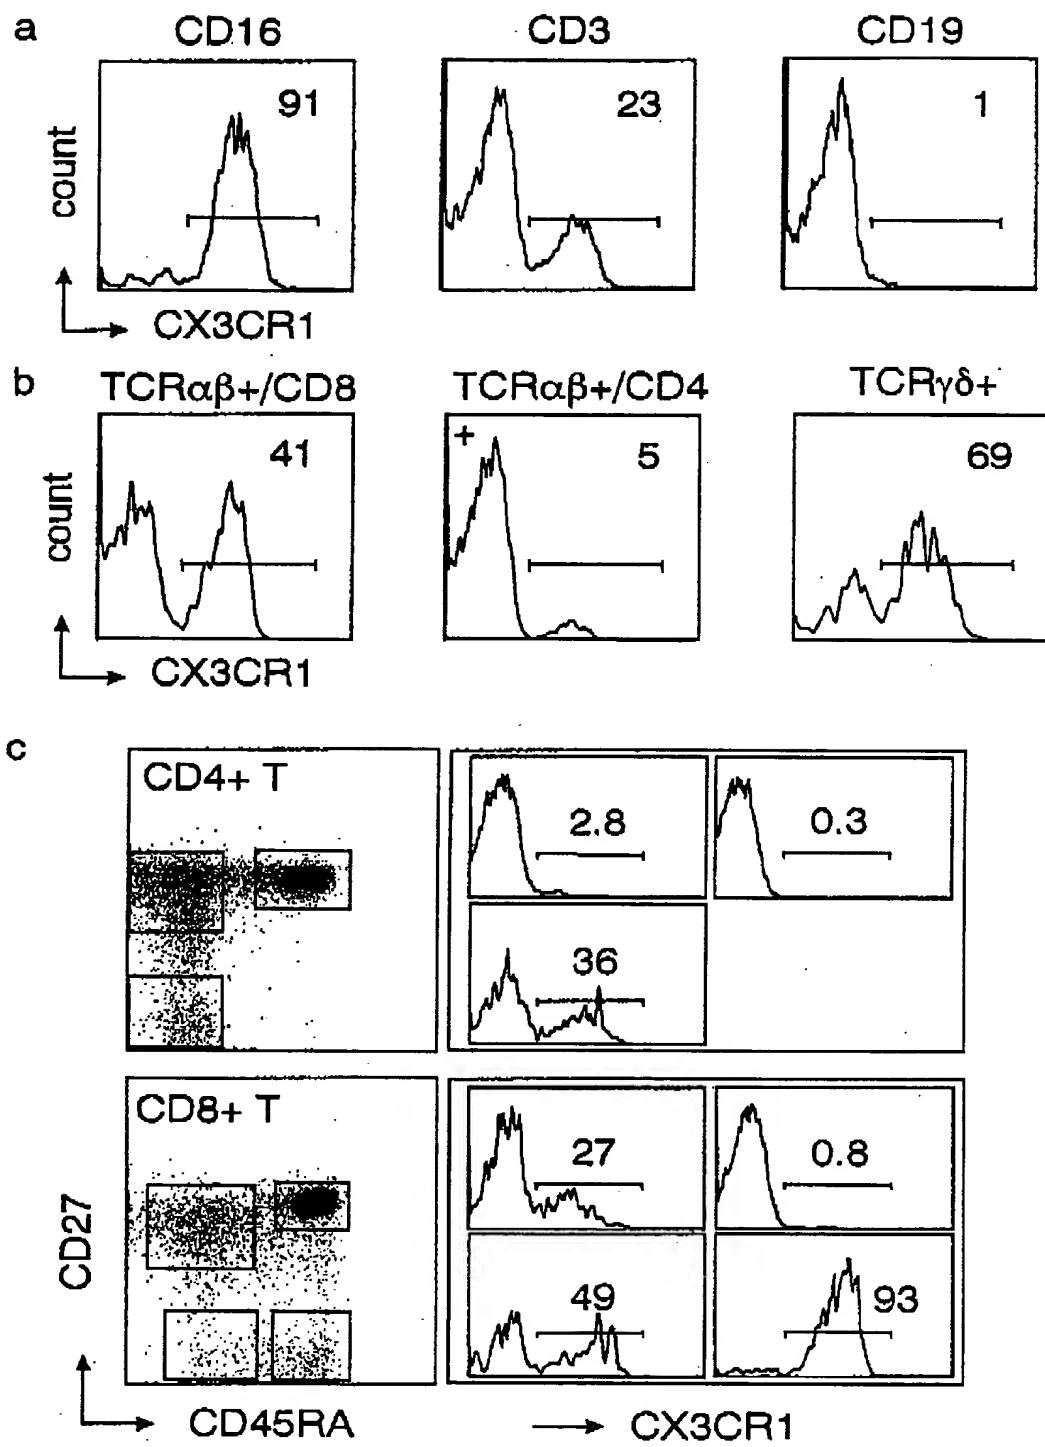 a
CD16 CD3 CD19
91 23 1
count
CX3CR1
b
TCRαβ+/CD8 TCRαβ+/CD4 TCRγδ+
+
41 5 69
count
CX3CR1
c
CD4+ T
2.8 0.3
36
CD8+ T
27 0.8
49 93
CD27
CD45RA CX3CR1